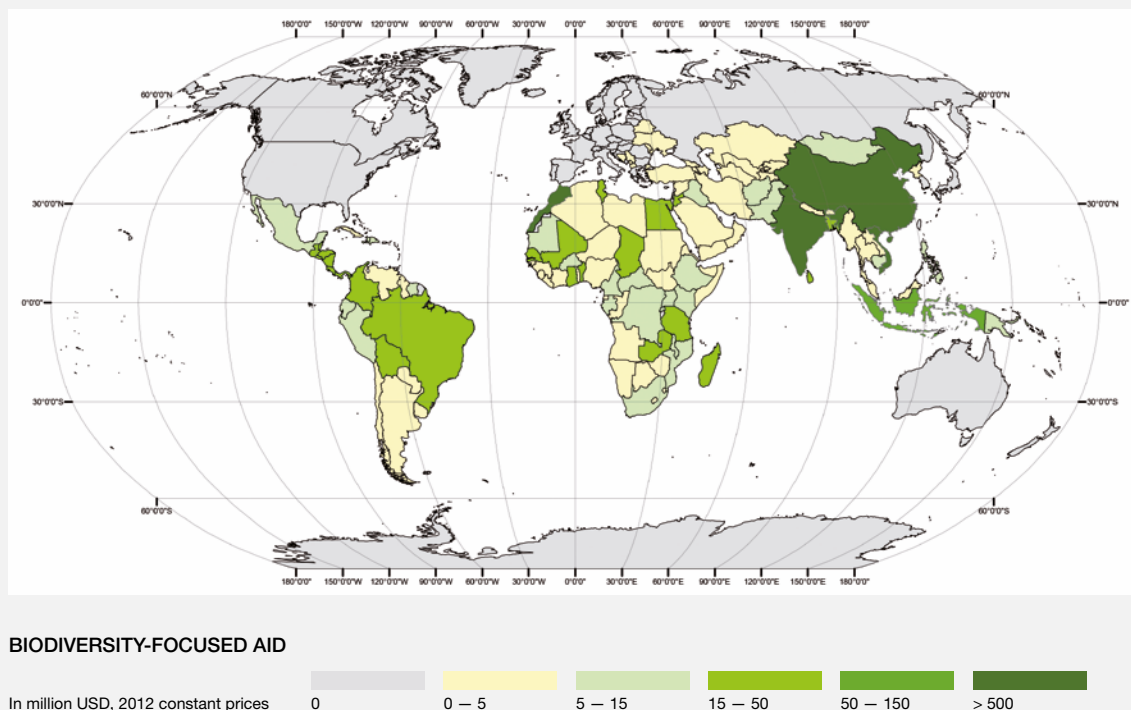 180°0'0" 150°0'0"W 120°0'0"W 90°0'0"W 60°0'0"W 30°0'0"W 0°0'0" 30°0'0"E 60°0'0"E 90°0'0"E 120°0'0"E 150°0'0"E 180°0'0"
60°0'0"N 60°0'0"N
30°0'0"N 30°0'0"N
0°0'0" 0°0'0"
30°0'0"S 30°0'0"S
60°0'0"S 60°0'0"S
180°0'0" 150°0'0"W 120°0'0"W 90°0'0"W 60°0'0"W 30°0'0"W 0°0'0" 30°0'0"E 60°0'0"E 90°0'0"E 120°0'0"E 150°0'0"E 180°0'0"
BIODIVERSITY-FOCUSED AID
In million USD, 2012 constant prices 0 0 — 5 5 — 15 15 — 50 50 — 150 > 500